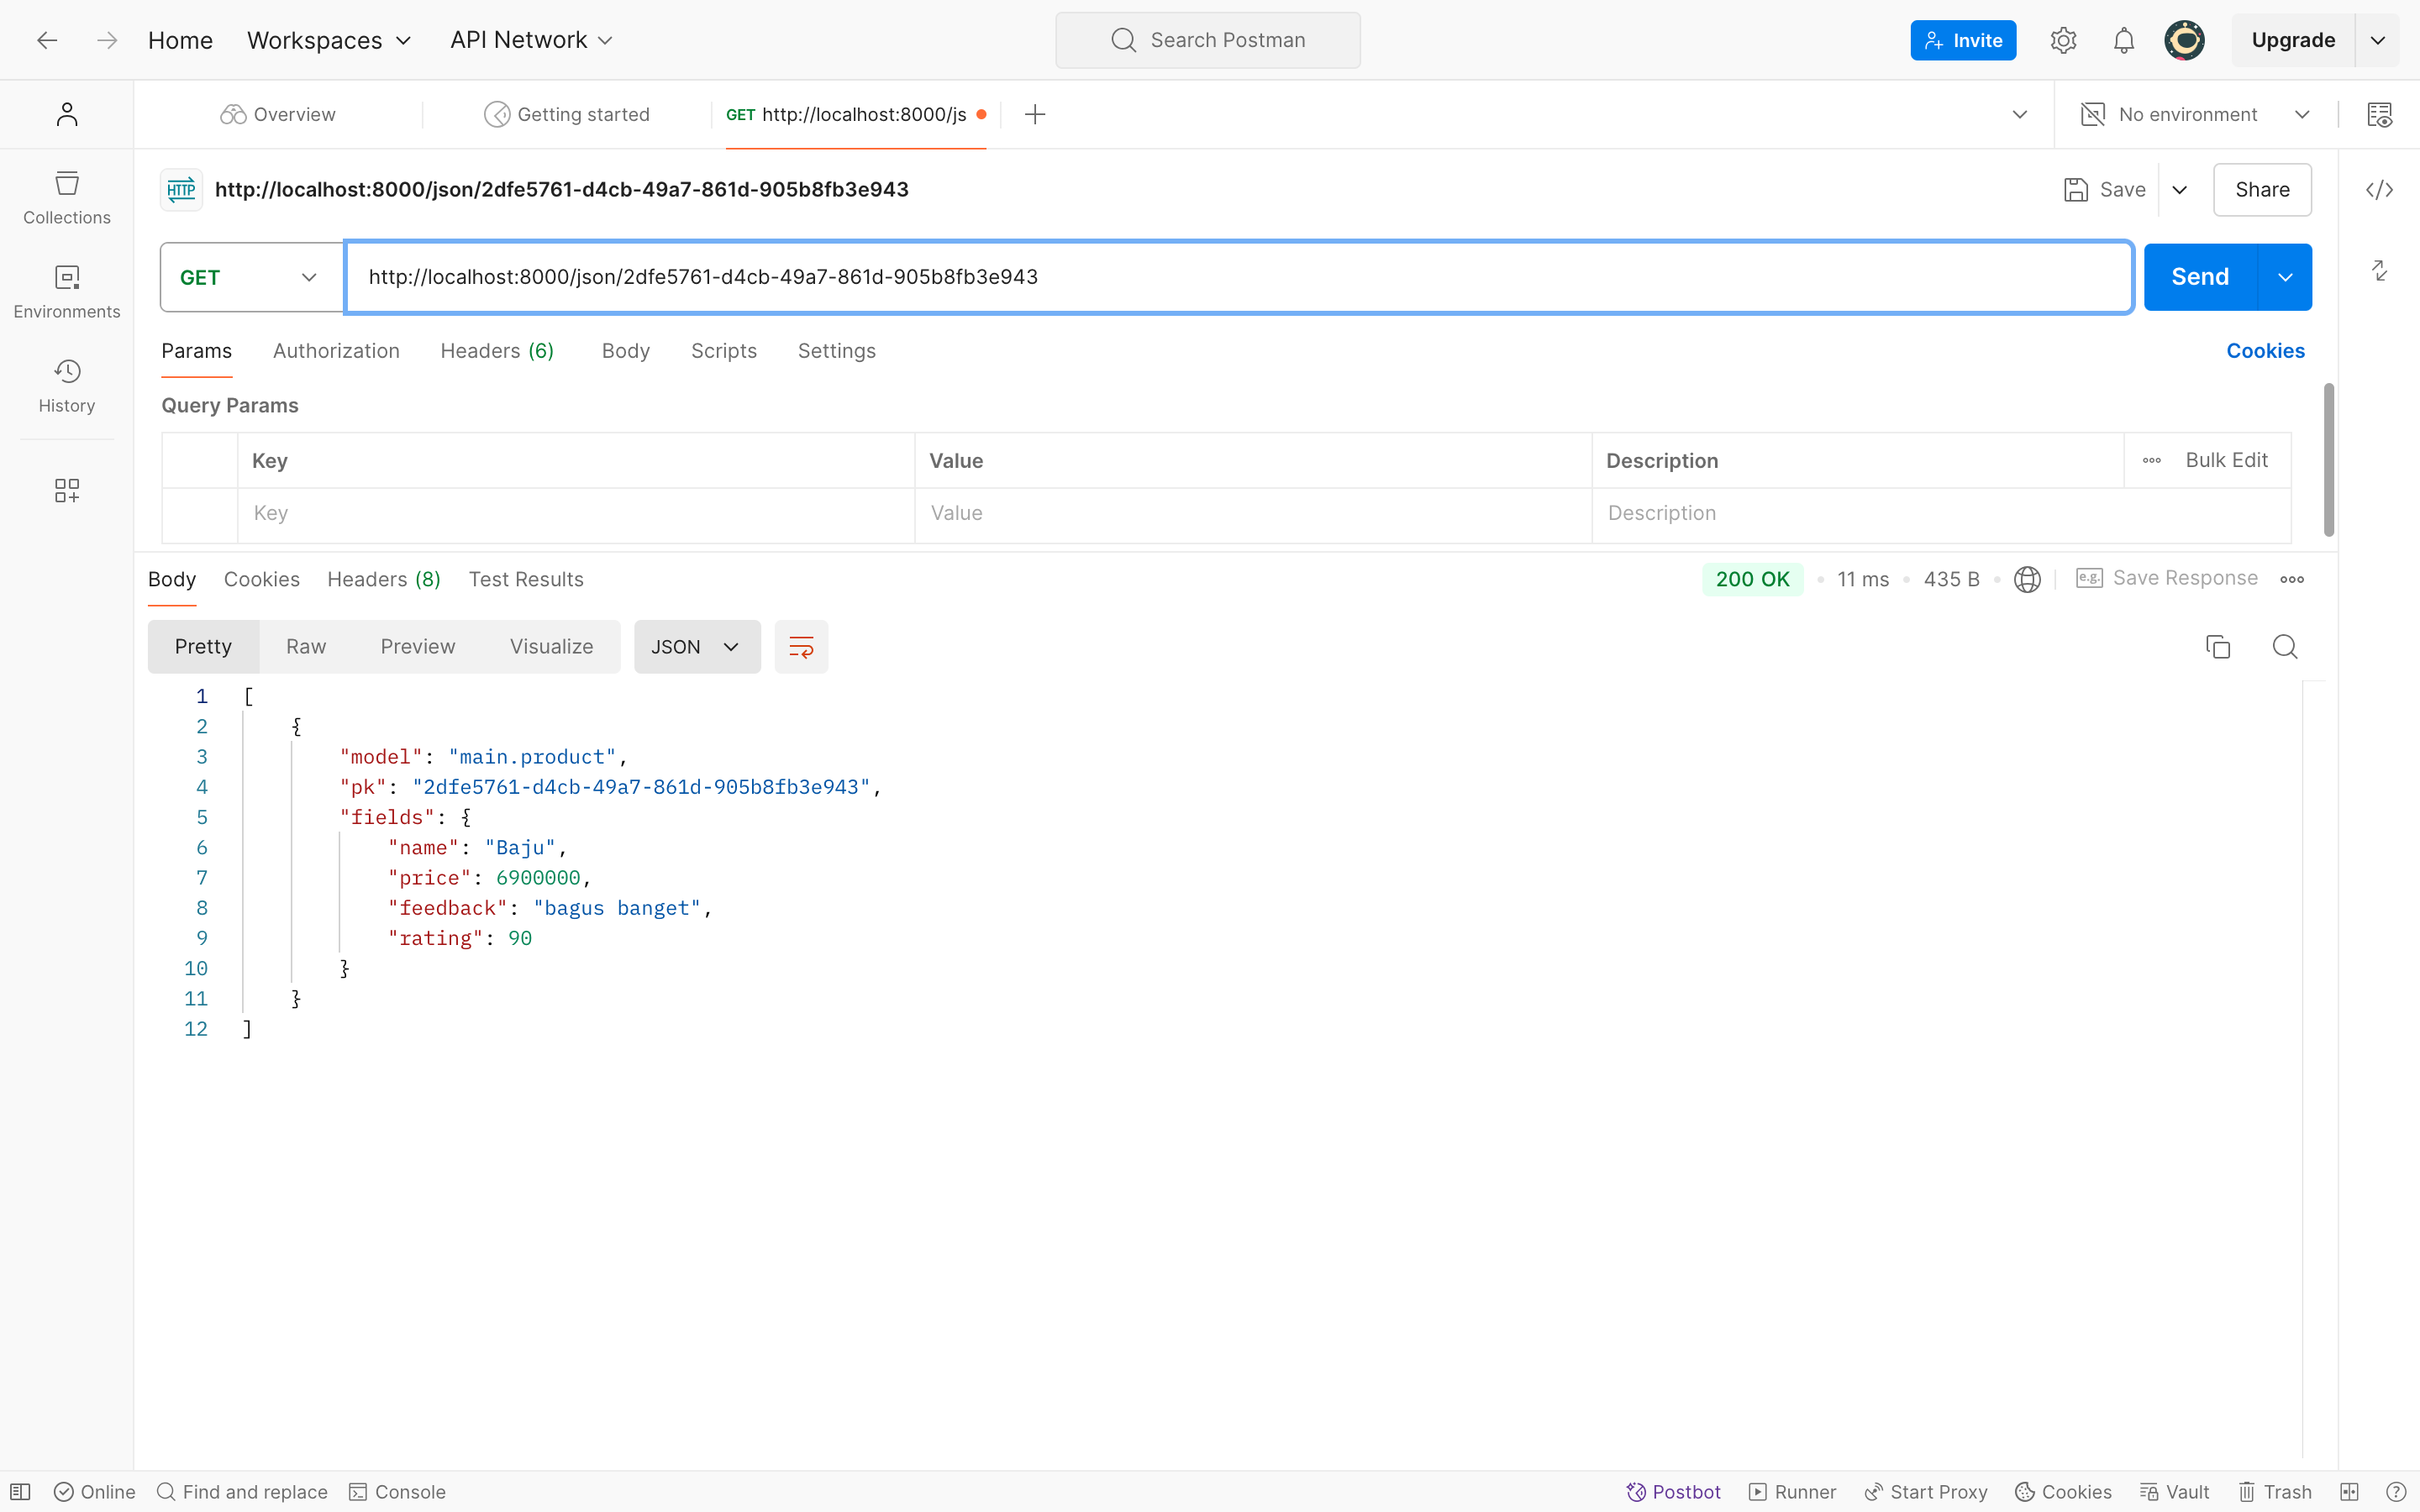 Home Workspaces API Network Search Postman Invite Upgrade
Overview Getting started GET http://localhost:8000/js No environment
HTTP http://localhost:8000/json/2dfe5761-d4cb-49a7-861d-905b8fb3e943 Save Share
Collections
Environments
History
GET http://localhost:8000/json/2dfe5761-d4cb-49a7-861d-905b8fb3e943 Send
Params Authorization Headers (6) Body Scripts Settings Cookies
Query Params
Key Value Description Bulk Edit
Key Value Description
Body Cookies Headers (8) Test Results 200 OK 11 ms 435 B e.g. Save Response
Pretty Raw Preview Visualize JSON
1 [
2 {
3 "model": "main.product",
4 "pk": "2dfe5761-d4cb-49a7-861d-905b8fb3e943",
5 "fields": {
6 "name": "Baju",
7 "price": 6900000,
8 "feedback": "bagus banget",
9 "rating": 90
10 }
11 }
12 ]
Online Find and replace Console Postbot Runner Start Proxy Cookies Vault Trash